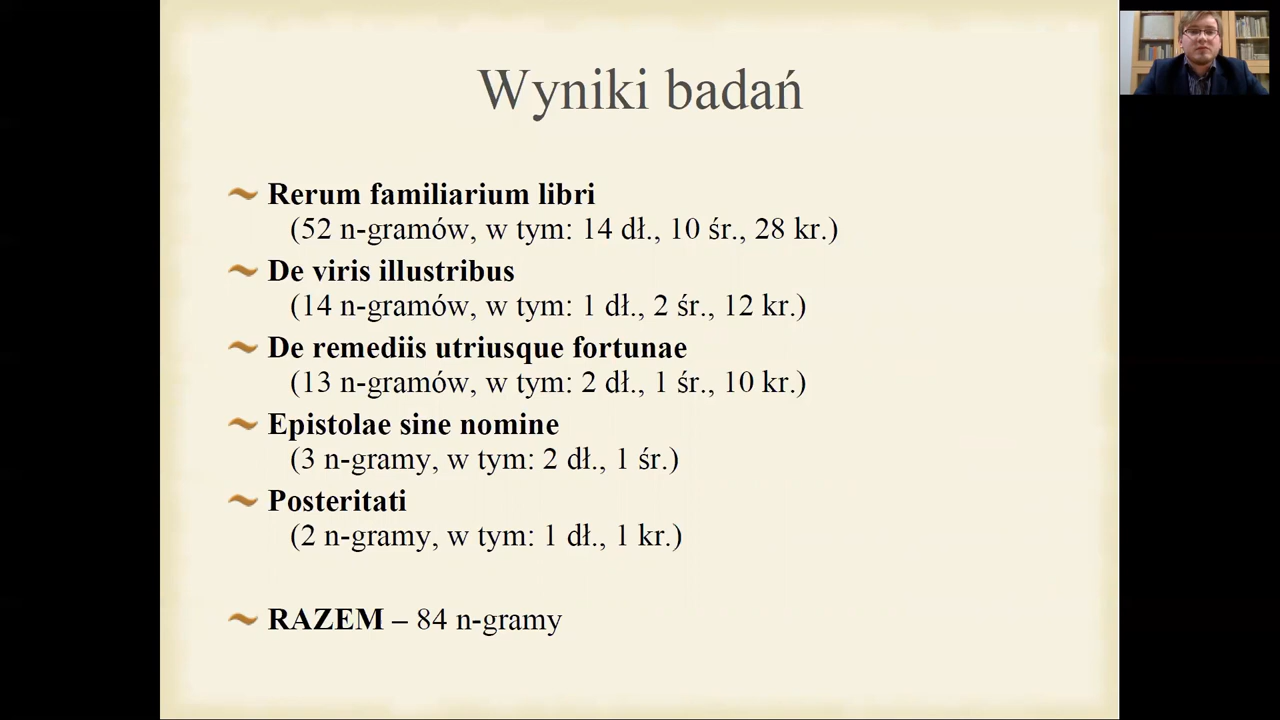 Wyniki badań
Rerum familiarium libri
(52 n-gramów, w tym: 14 dł., 10 śr., 28 kr.)
De viris illustribus
(14 n-gramów, w tym: 1 dł., 2 śr., 12 kr.)
De remediis utriusque fortunae
(13 n-gramów, w tym: 2 dł., 1 śr., 10 kr.)
Epistolae sine nomine
(3 n-gramy, w tym: 2 dł., 1 śr.)
Posteritati
(2 n-gramy, w tym: 1 dł., 1 kr.)
RAZEM – 84 n-gramy